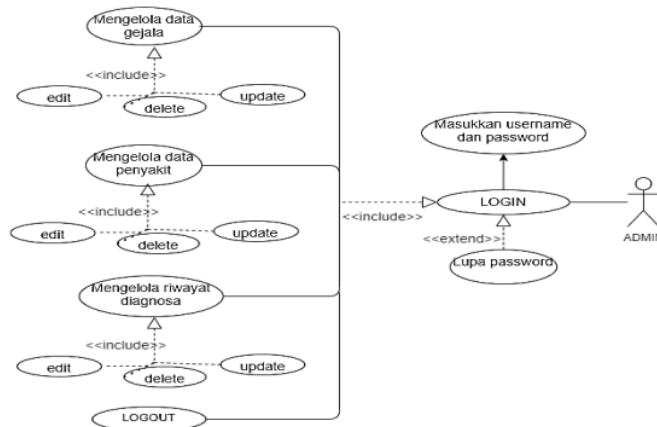 Mengelola data
gejala
<<include>>
edit
delete
update
Mengelola data
penyakit
<<include>>
edit
delete
update
Mengelola riwayat
diagnosa
<<include>>
edit
delete
update
LOGOUT
<<include>>
Masukkan username
dan password
LOGIN
<<extend>>
Lupa password
ADMIN